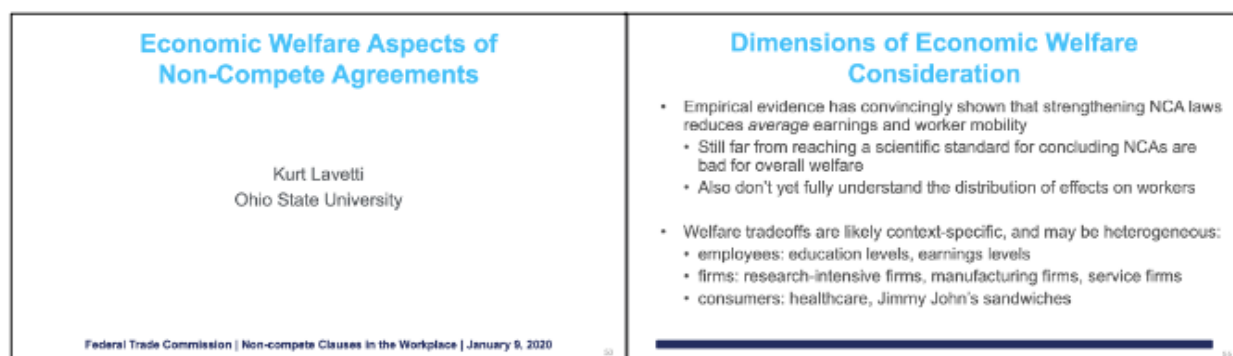 Economic Welfare Aspects of
Non-Compete Agreements
Kurt Lavetti
Ohio State University
Federal Trade Commission | Non-compete Clauses in the Workplace | January 9, 2020
Dimensions of Economic Welfare
Consideration
• Empirical evidence has convincingly shown that strengthening NCA laws
reduces average earnings and worker mobility
• Still far from reaching a scientific standard for concluding NCAs are
bad for overall welfare
• Also don't yet fully understand the distribution of effects on workers
• Welfare tradeoffs are likely context-specific, and may be heterogeneous:
• employees: education levels, earnings levels
• firms: research-intensive firms, manufacturing firms, service firms
• consumers: healthcare, Jimmy John's sandwiches